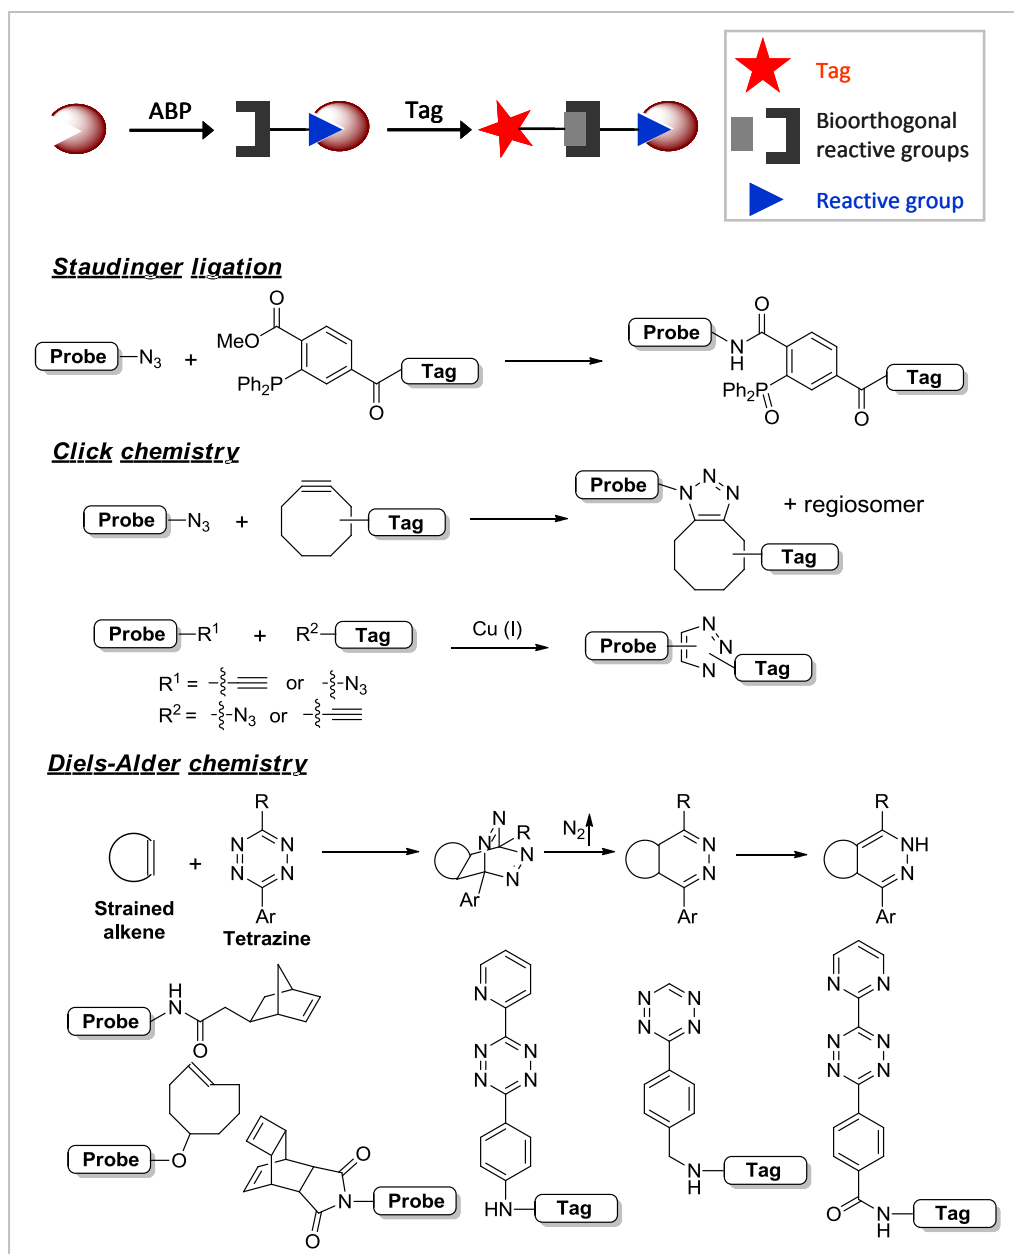 ABP
Tag
Tag
Bioorthogonal
reactive groups
Reactive group
Staudinger ligation
Probe N3 + O MeO Ph2P O Tag
Probe N H O Ph2P O O Tag
Click chemistry
Probe N3 + Tag
Probe N N N Tag + regiosomer
Probe R1 + R2 Tag
Cu (I)
Probe N N N Tag
R1 = or N3
R2 = N3 or
Diels-Alder chemistry
+ R N N N N Ar
Strained
alkene
Tetrazine
N N R N N Ar
N2
R N N Ar
R NH N Ar
Probe H N O
Probe O
O N O Probe
N N N N N HN Tag
N N N N NH Tag
N N N N N N O N H Tag